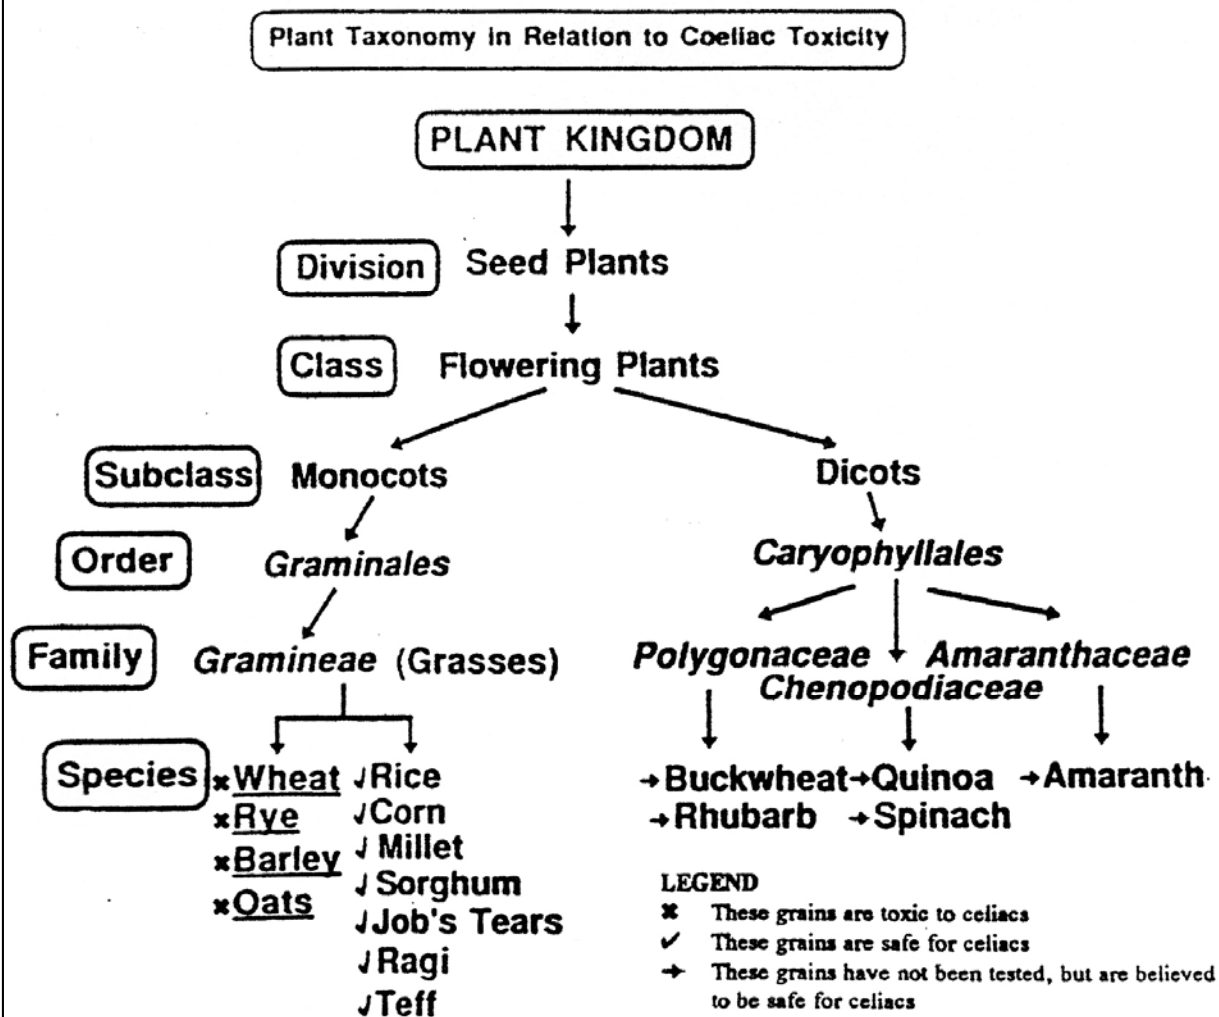 Plant Taxonomy in Relation to Coeliac Toxicity
PLANT KINGDOM
Division Seed Plants
Class Flowering Plants
Subclass Monocots Dicots
Order Graminales Caryophyllales
Family Gramineae (Grasses) Polygonaceae Amaranthaceae
Chenopodiaceae
Species ✖Wheat ✓Rice ➔Buckwheat ➔Quinoa ➔Amaranth
✖Rye ✓Corn ➔Rhubarb ➔Spinach
✖Barley ✓Millet
✖Oats ✓Sorghum
✓Job's Tears
✓Ragi
✓Teff
LEGEND
✖ These grains are toxic to celiacs
✓ These grains are safe for celiacs
➔ These grains have not been tested, but are believed
to be safe for celiacs